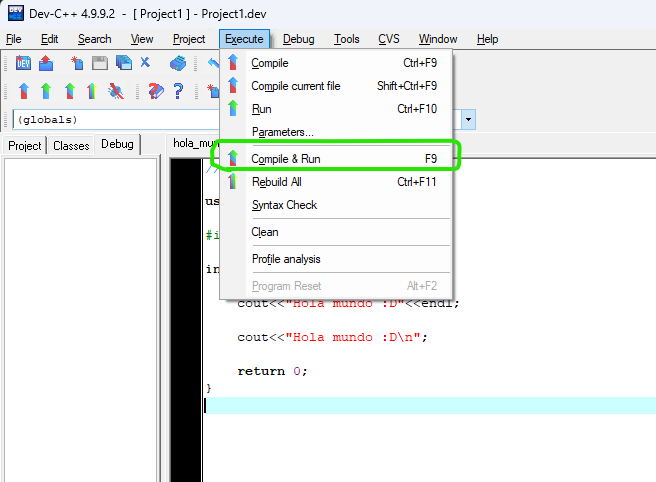 Dev-C++ 4.9.9.2 - [ Project1 ] - Project1.dev
File Edit Search View Project Execute Debug Tools CVS Window Help
DEV
(globals)
Project Classes Debug
hola_mun
Compile Ctrl+F9
Compile current file Shift+Ctrl+F9
Run Ctrl+F10
Parameters...
Compile & Run F9
Rebuild All Ctrl+F11
Syntax Check
Clean
Profile analysis
Program Reset Alt+F2
//
us
#i
in
cout<<"Hola mundo :D"<<endl;
cout<<"Hola mundo :D\n";
return 0;
}